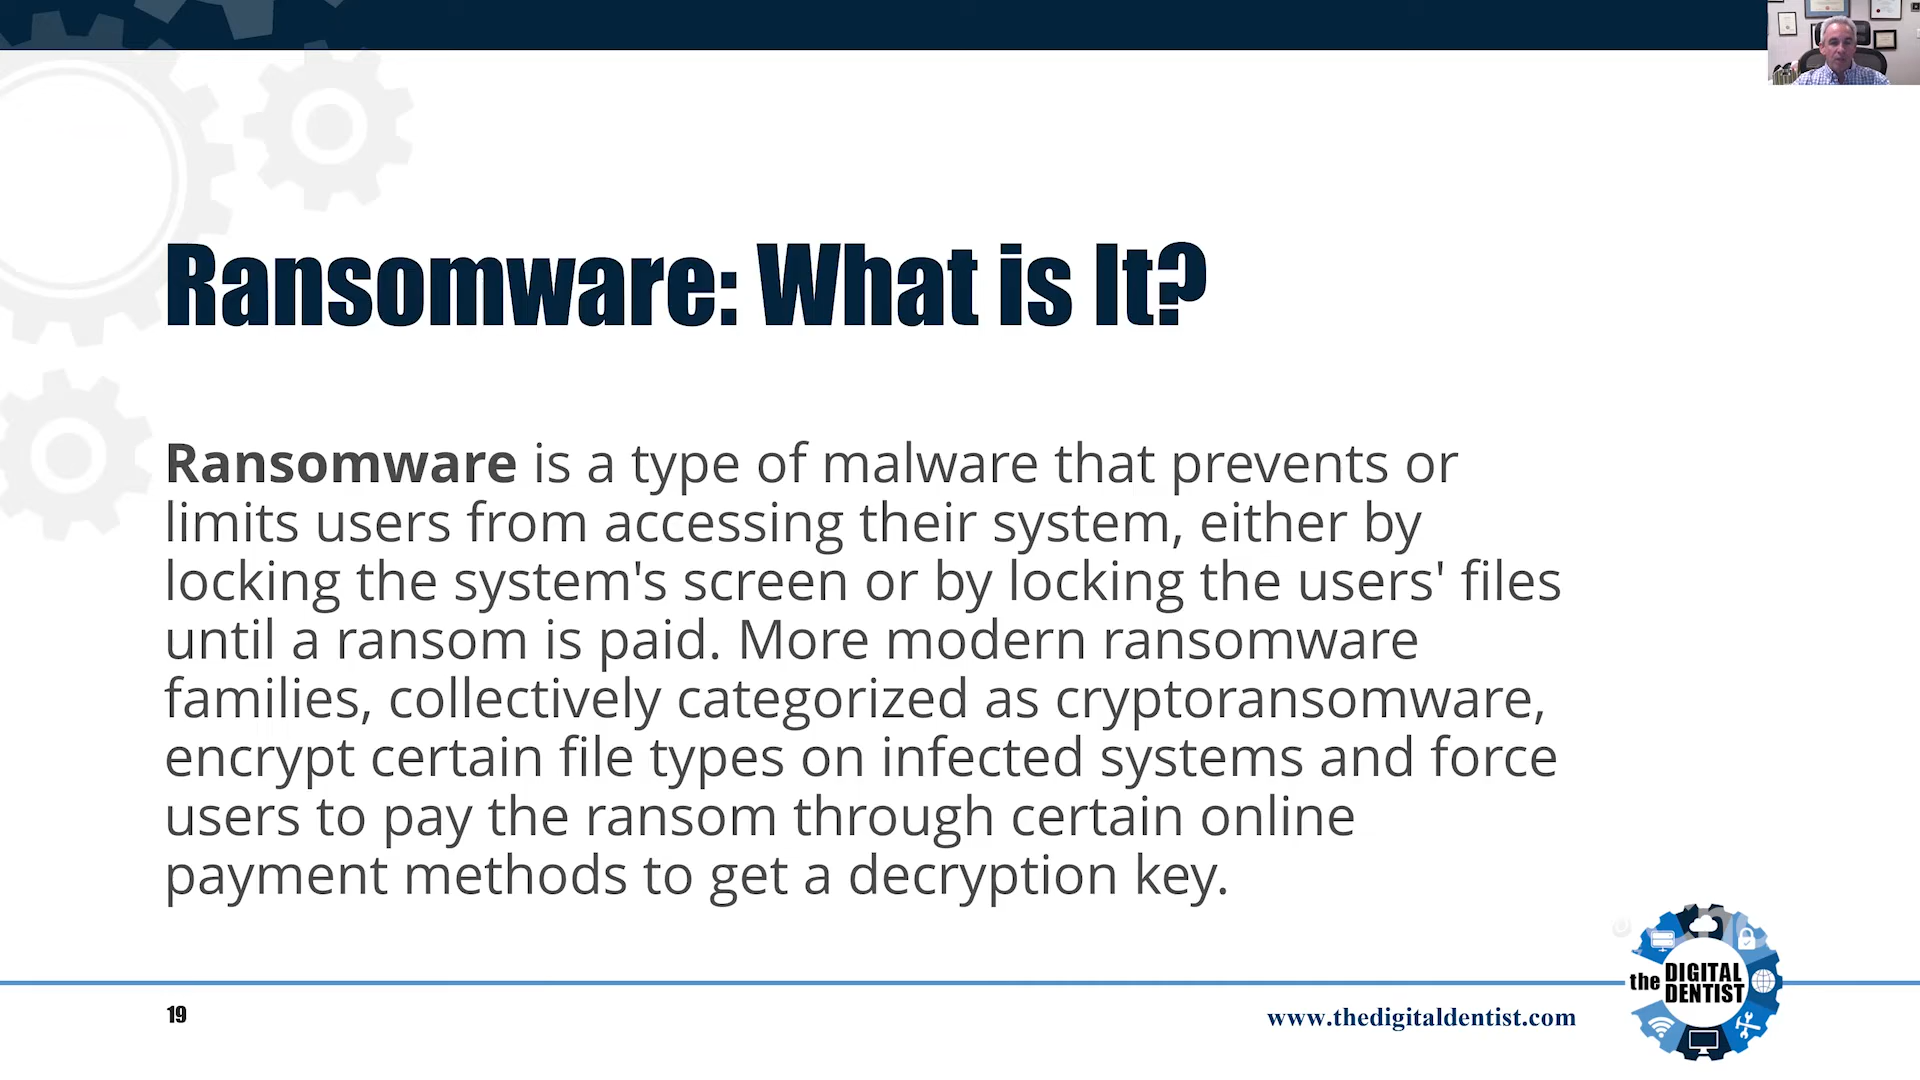 Ransomware: What is It?
Ransomware is a type of malware that prevents or
limits users from accessing their system, either by
locking the system's screen or by locking the users' files
until a ransom is paid. More modern ransomware
families, collectively categorized as cryptoransomware,
encrypt certain file types on infected systems and force
users to pay the ransom through certain online
payment methods to get a decryption key.
19
www.thedigitaldentist.com
the DIGITAL
DENTIST